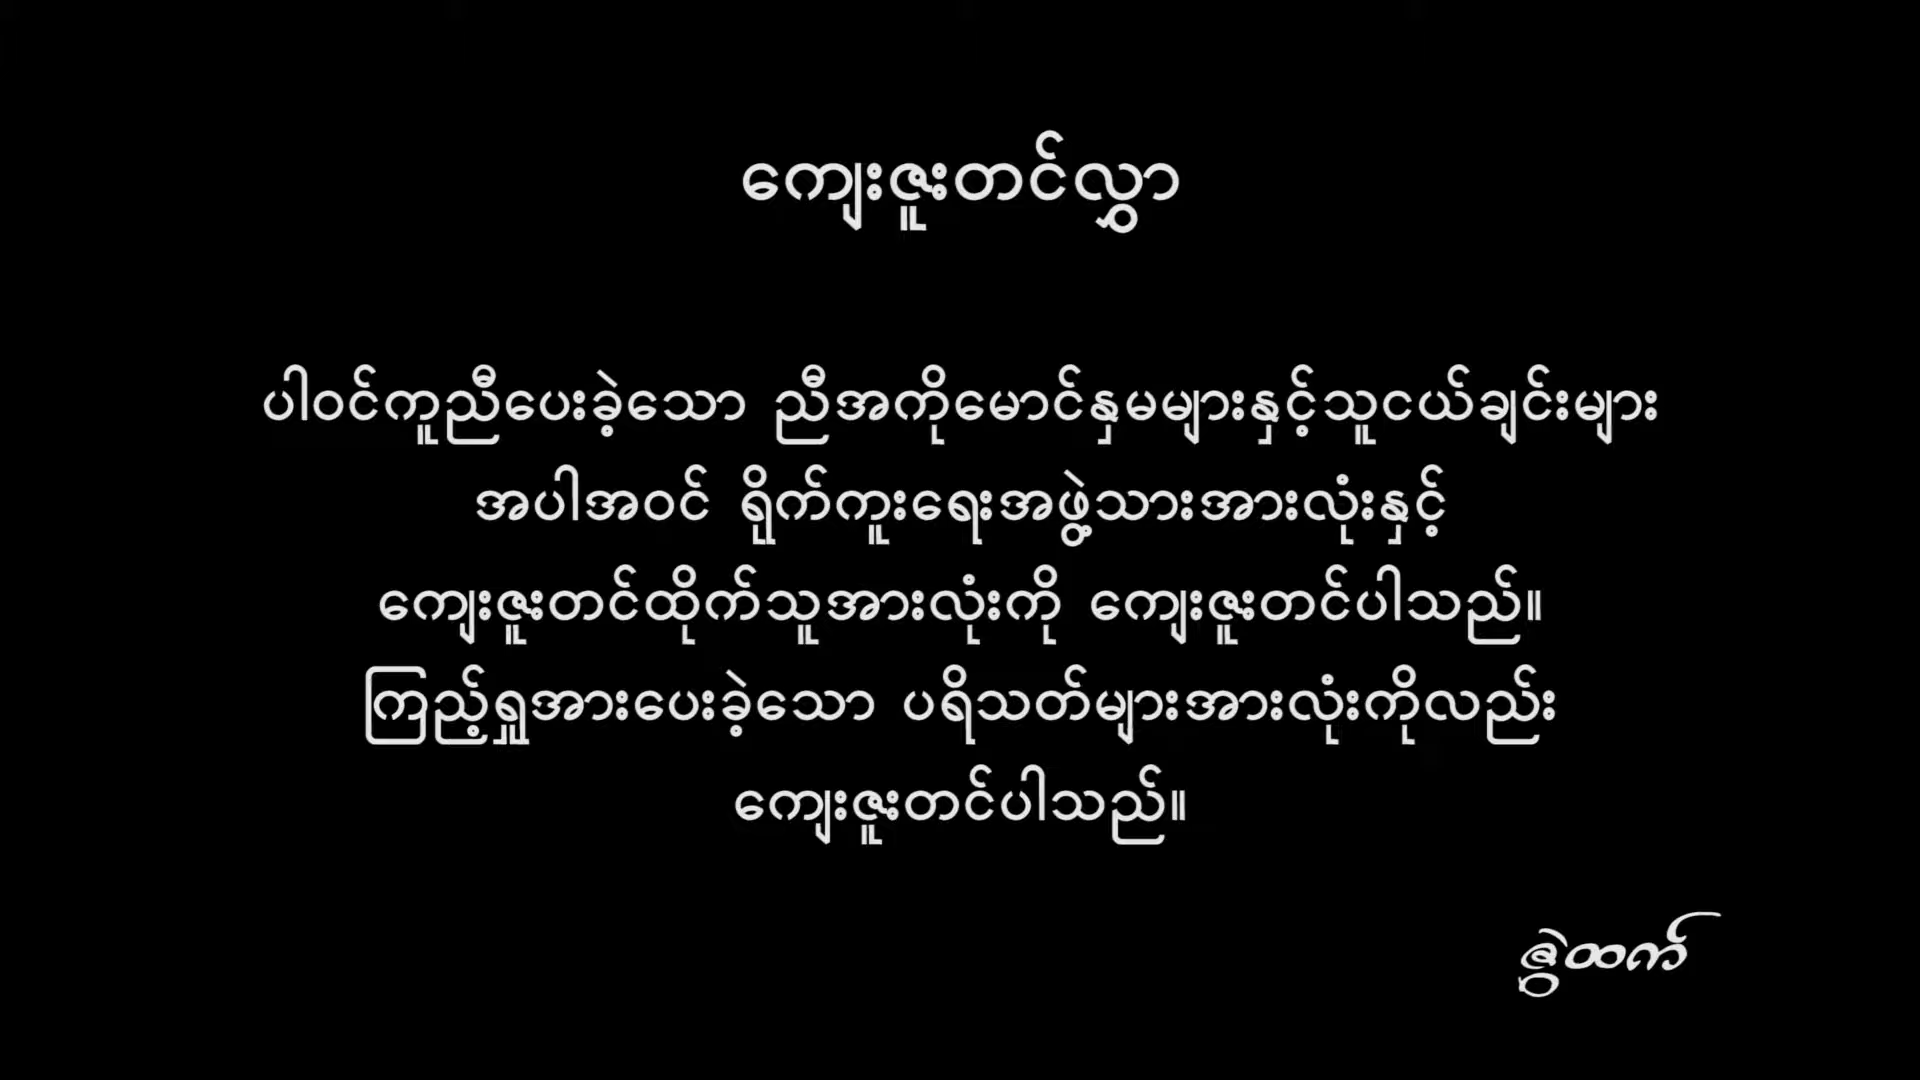 ကျေးဇူးတင်လွှာ
ပါဝင်ကူညီပေးခဲ့သော ညီအကိုမောင်နှမများနှင့်သူငယ်ချင်းများ
အပါအဝင် ရိုက်ကူးရေးအဖွဲ့သားအားလုံးနှင့်
ကျေးဇူးတင်ထိုက်သူအားလုံးကို ကျေးဇူးတင်ပါသည်။
ကြည့်ရှုအားပေးခဲ့သော ပရိသတ်များအားလုံးကိုလည်း
ကျေးဇူးတင်ပါသည်။
ဇွဲထက်